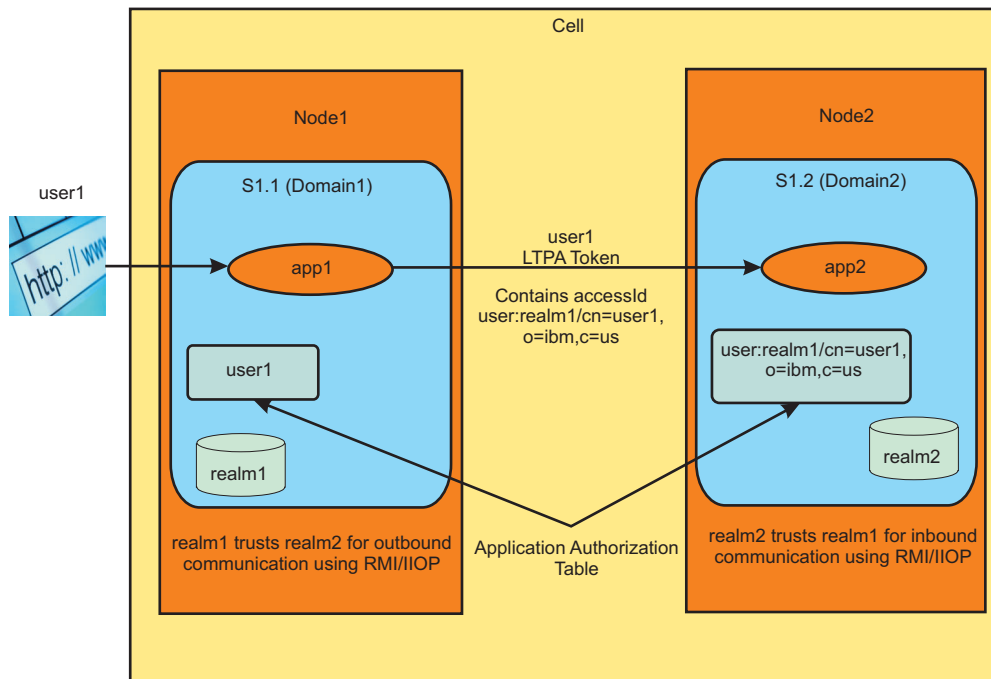 Cell
Node1
Node2
S1.1 (Domain1)
S1.2 (Domain2)
user1
http: // www
app1
user1
LTPA Token
app2
Contains accessId
user:realm1/cn=user1,
o=ibm,c=us
user1
user:realm1/cn=user1,
o=ibm,c=us
realm1
realm2
realm1 trusts realm2 for outbound
communication using RMI/IIOP
Application Authorization
Table
realm2 trusts realm1 for inbound
communication using RMI/IIOP